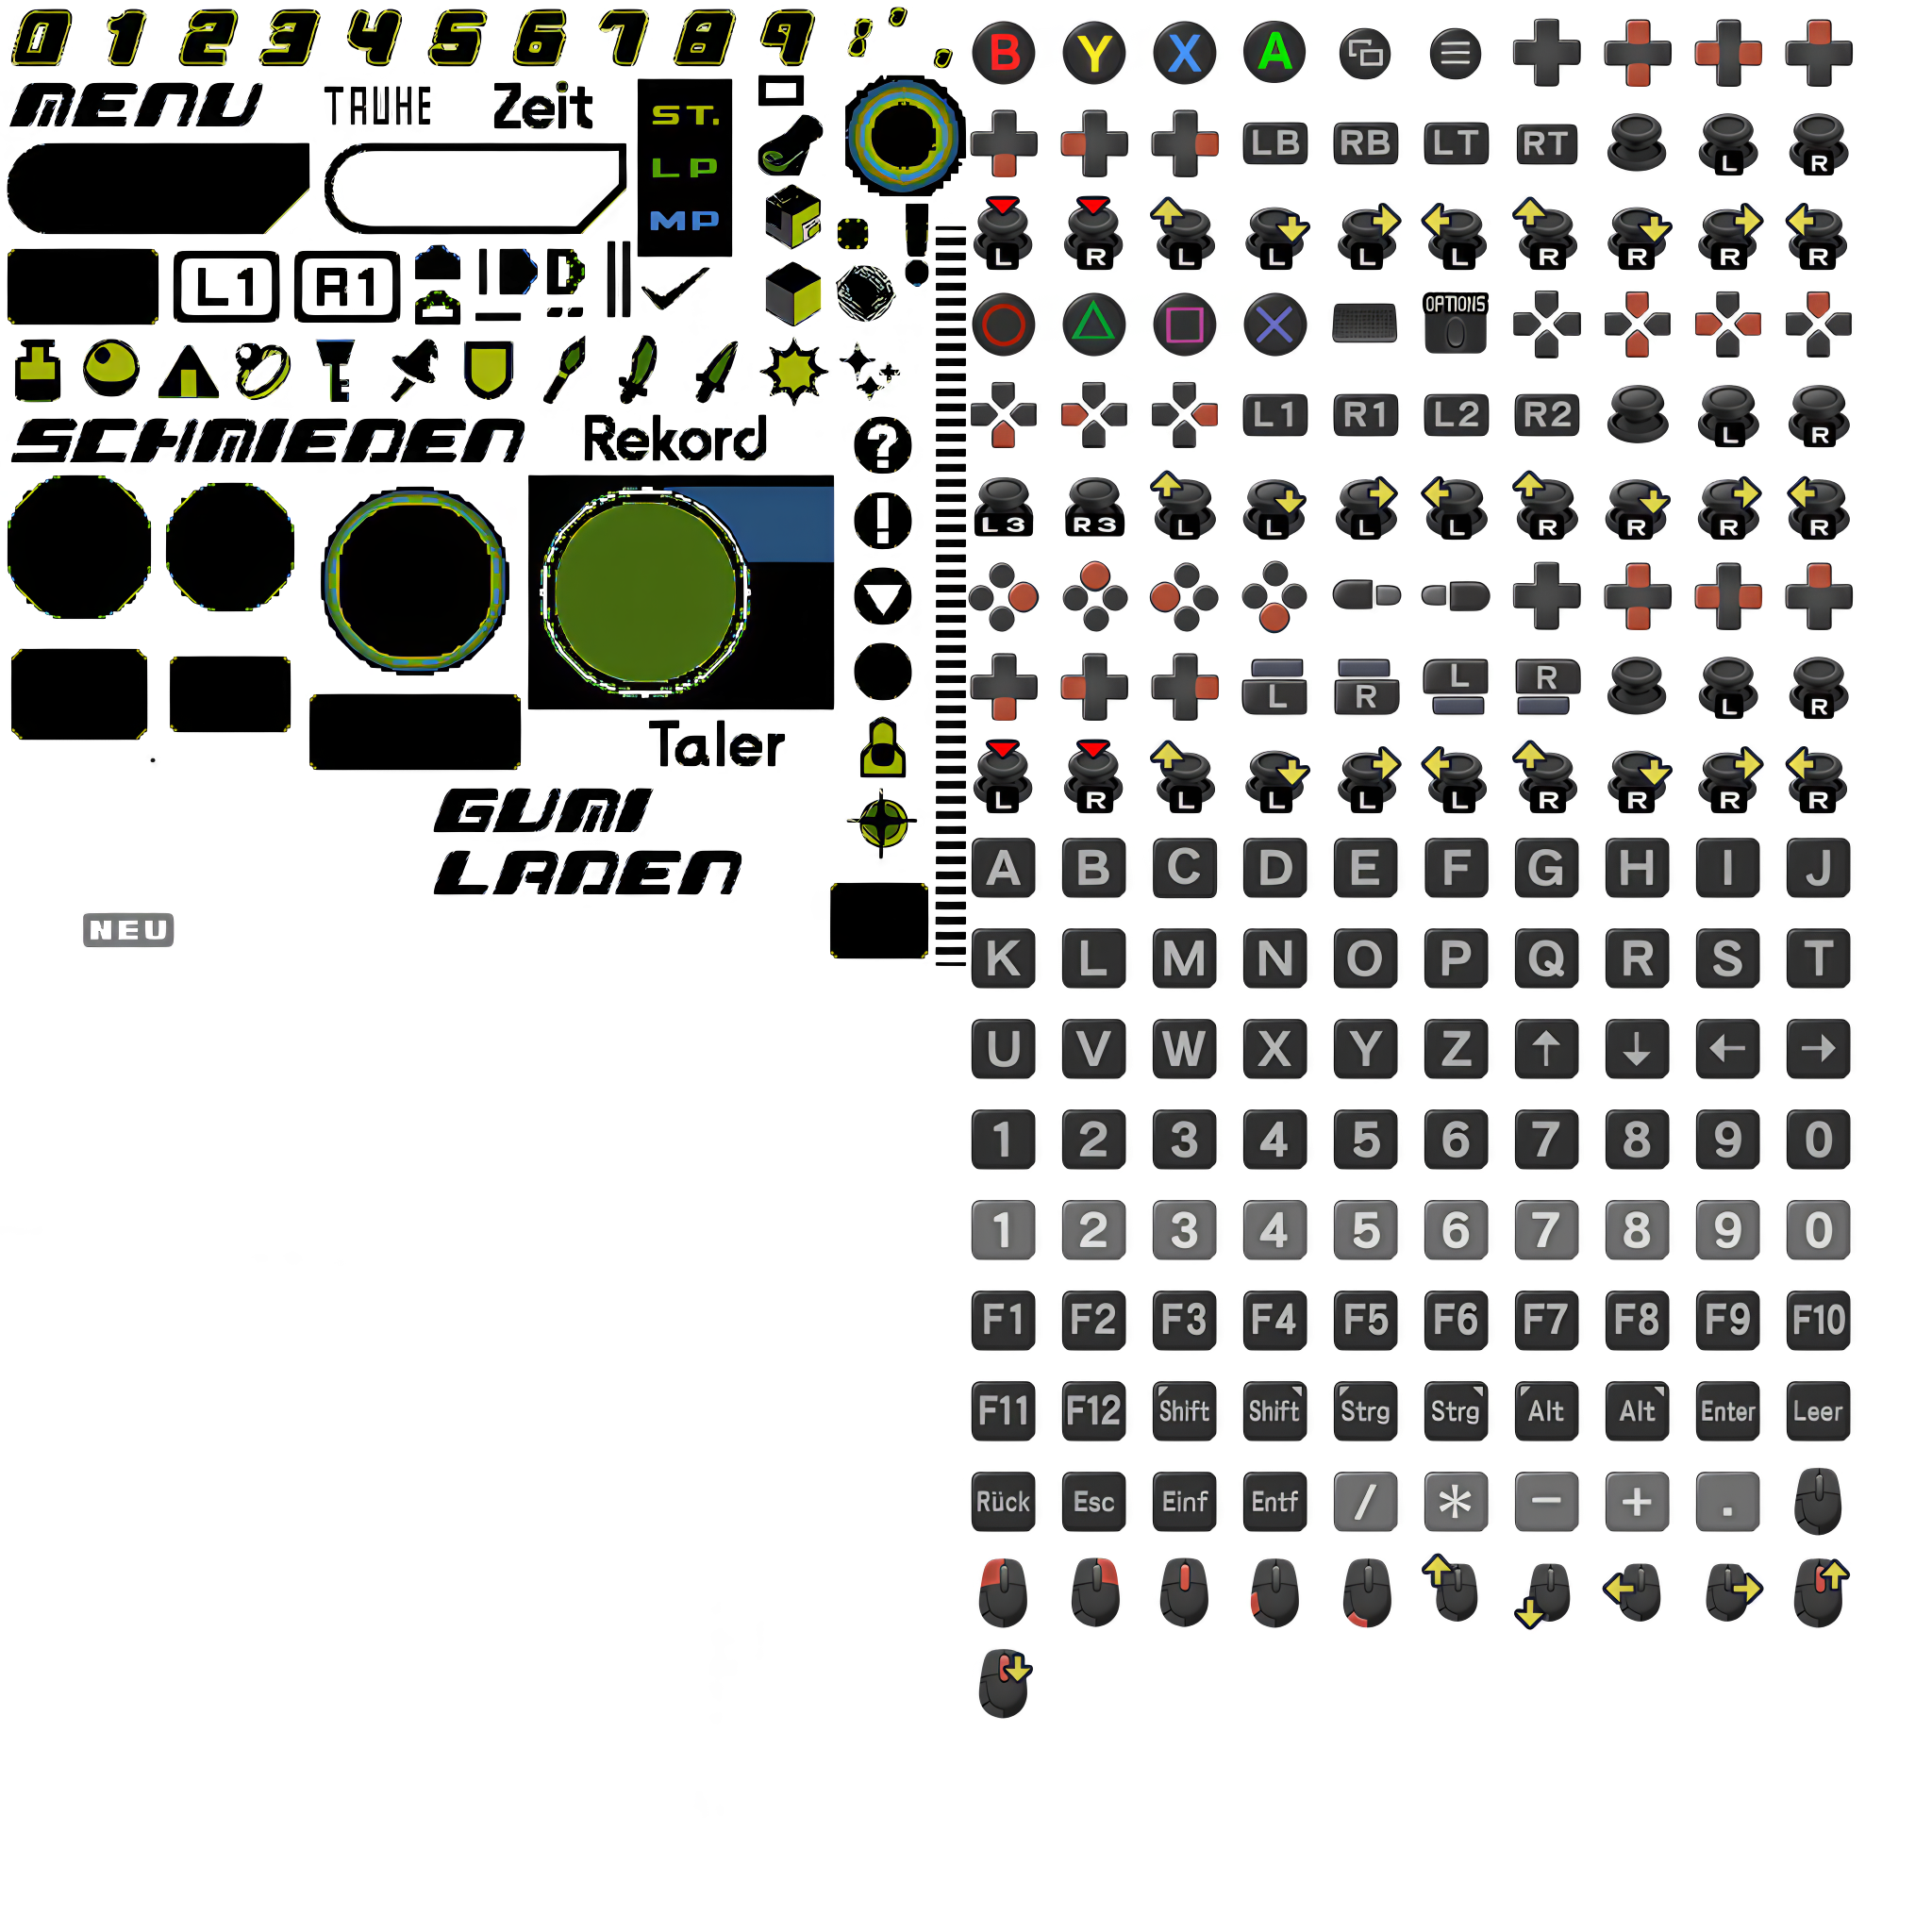 0 1 2 3 4 5 6 7 8 9 : ' .
MENU
TRUHE
Zeit
ST.
LP
MP
L1
R1
SCHMIEDEN
Rekord
?
!
Taler
GUMI
LADEN
NEU
B Y X A
LB RB LT RT L R
L R L L L L R R R R
OPTIONS
L1 R1 L2 R2 L R
L3 R3 L L L L R R R R
L R L R L R
L R L L L L R R R R
A B C D E F G H I J
K L M N O P Q R S T
U V W X Y Z ↑ ↓ ← →
1 2 3 4 5 6 7 8 9 0
1 2 3 4 5 6 7 8 9 0
F1 F2 F3 F4 F5 F6 F7 F8 F9 F10
F11 F12 Shift Shift Strg Strg Alt Alt Enter Leer
Rück Esc Einf Entf / * - + .